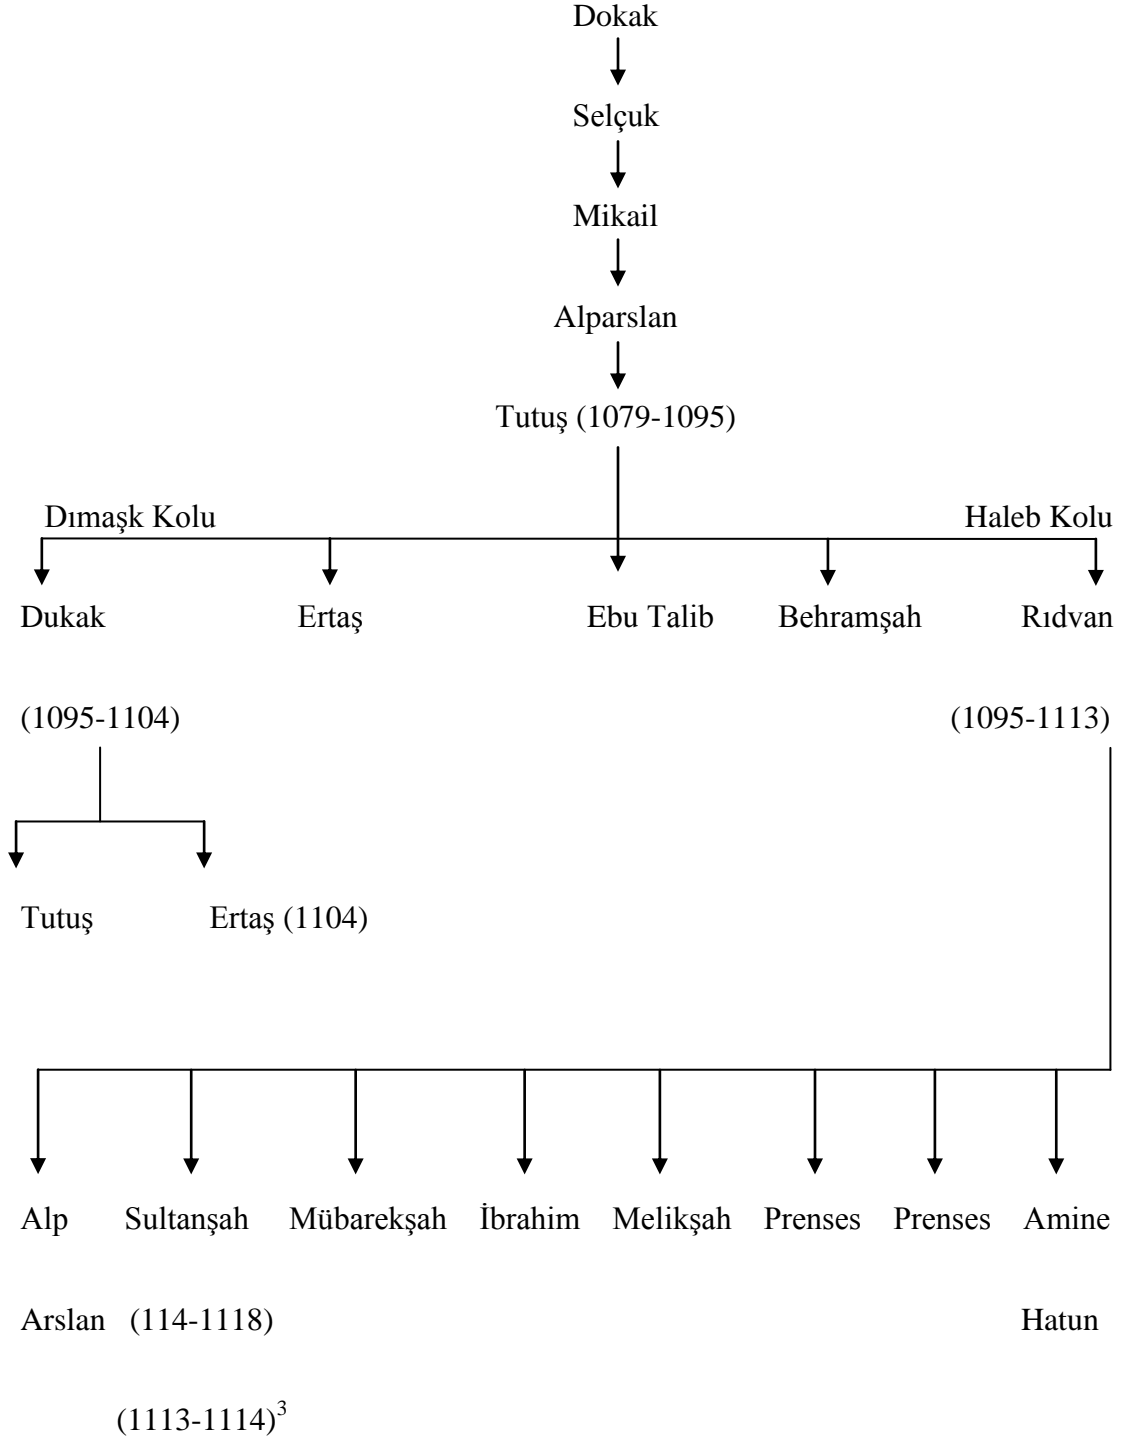 Dokak
Selçuk
Mikail
Alparslan
Tutuş (1079-1095)
Dımaşk Kolu Haleb Kolu
Dukak Ertaş Ebu Talib Behramşah Rıdvan
(1095-1104) (1095-1113)
Tutuş Ertaş (1104)
Alp Sultanşah Mübarekşah İbrahim Melikşah Prenses Prenses Amine
Arslan (114-1118) Hatun
(1113-1114)3